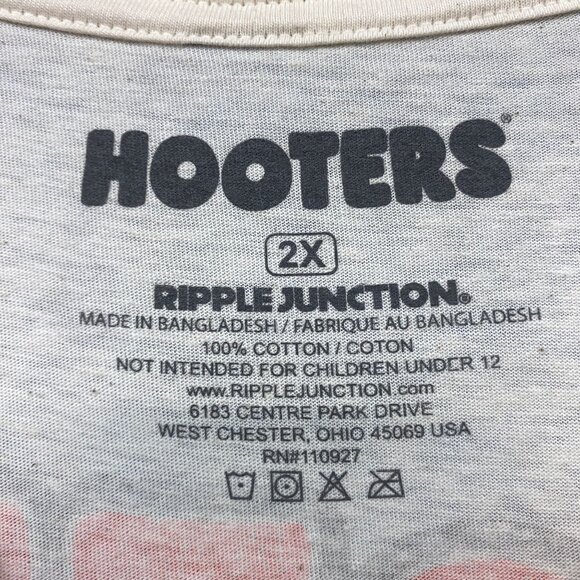 HOOTERS®
2X
RIPPLE JUNCTION®
MADE IN BANGLADESH / FABRIQUE AU BANGLADESH
100% COTTON / COTON
NOT INTENDED FOR CHILDREN UNDER 12
www.RIPPLEJUNCTION.com
6183 CENTRE PARK DRIVE
WEST CHESTER, OHIO 45069 USA
RN#110927